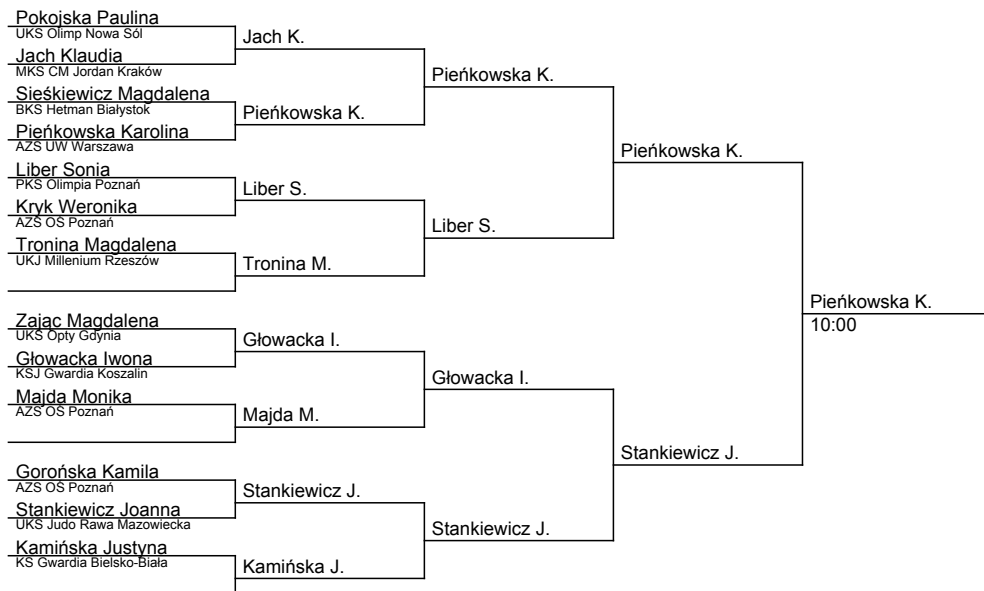 Pokojska Paulina
UKS Olimp Nowa Sól
Jach Klaudia
MKS CM Jordan Kraków
Sieśkiewicz Magdalena
BKS Hetman Białystok
Pieńkowska Karolina
AZS UW Warszawa
Liber Sonia
PKS Olimpia Poznań
Kryk Weronika
AZS OŚ Poznań
Tronina Magdalena
UKJ Millenium Rzeszów
Zając Magdalena
UKS Opty Gdynia
Głowacka Iwona
KSJ Gwardia Koszalin
Majda Monika
AZS OŚ Poznań
Gorońska Kamila
AZS OŚ Poznań
Stankiewicz Joanna
UKS Judo Rawa Mazowiecka
Kamińska Justyna
KS Gwardia Bielsko-Biała
Jach K.
Pieńkowska K.
Liber S.
Tronina M.
Głowacka I.
Majda M.
Stankiewicz J.
Kamińska J.
Pieńkowska K.
Liber S.
Głowacka I.
Stankiewicz J.
Pieńkowska K.
Stankiewicz J.
Pieńkowska K.
10:00